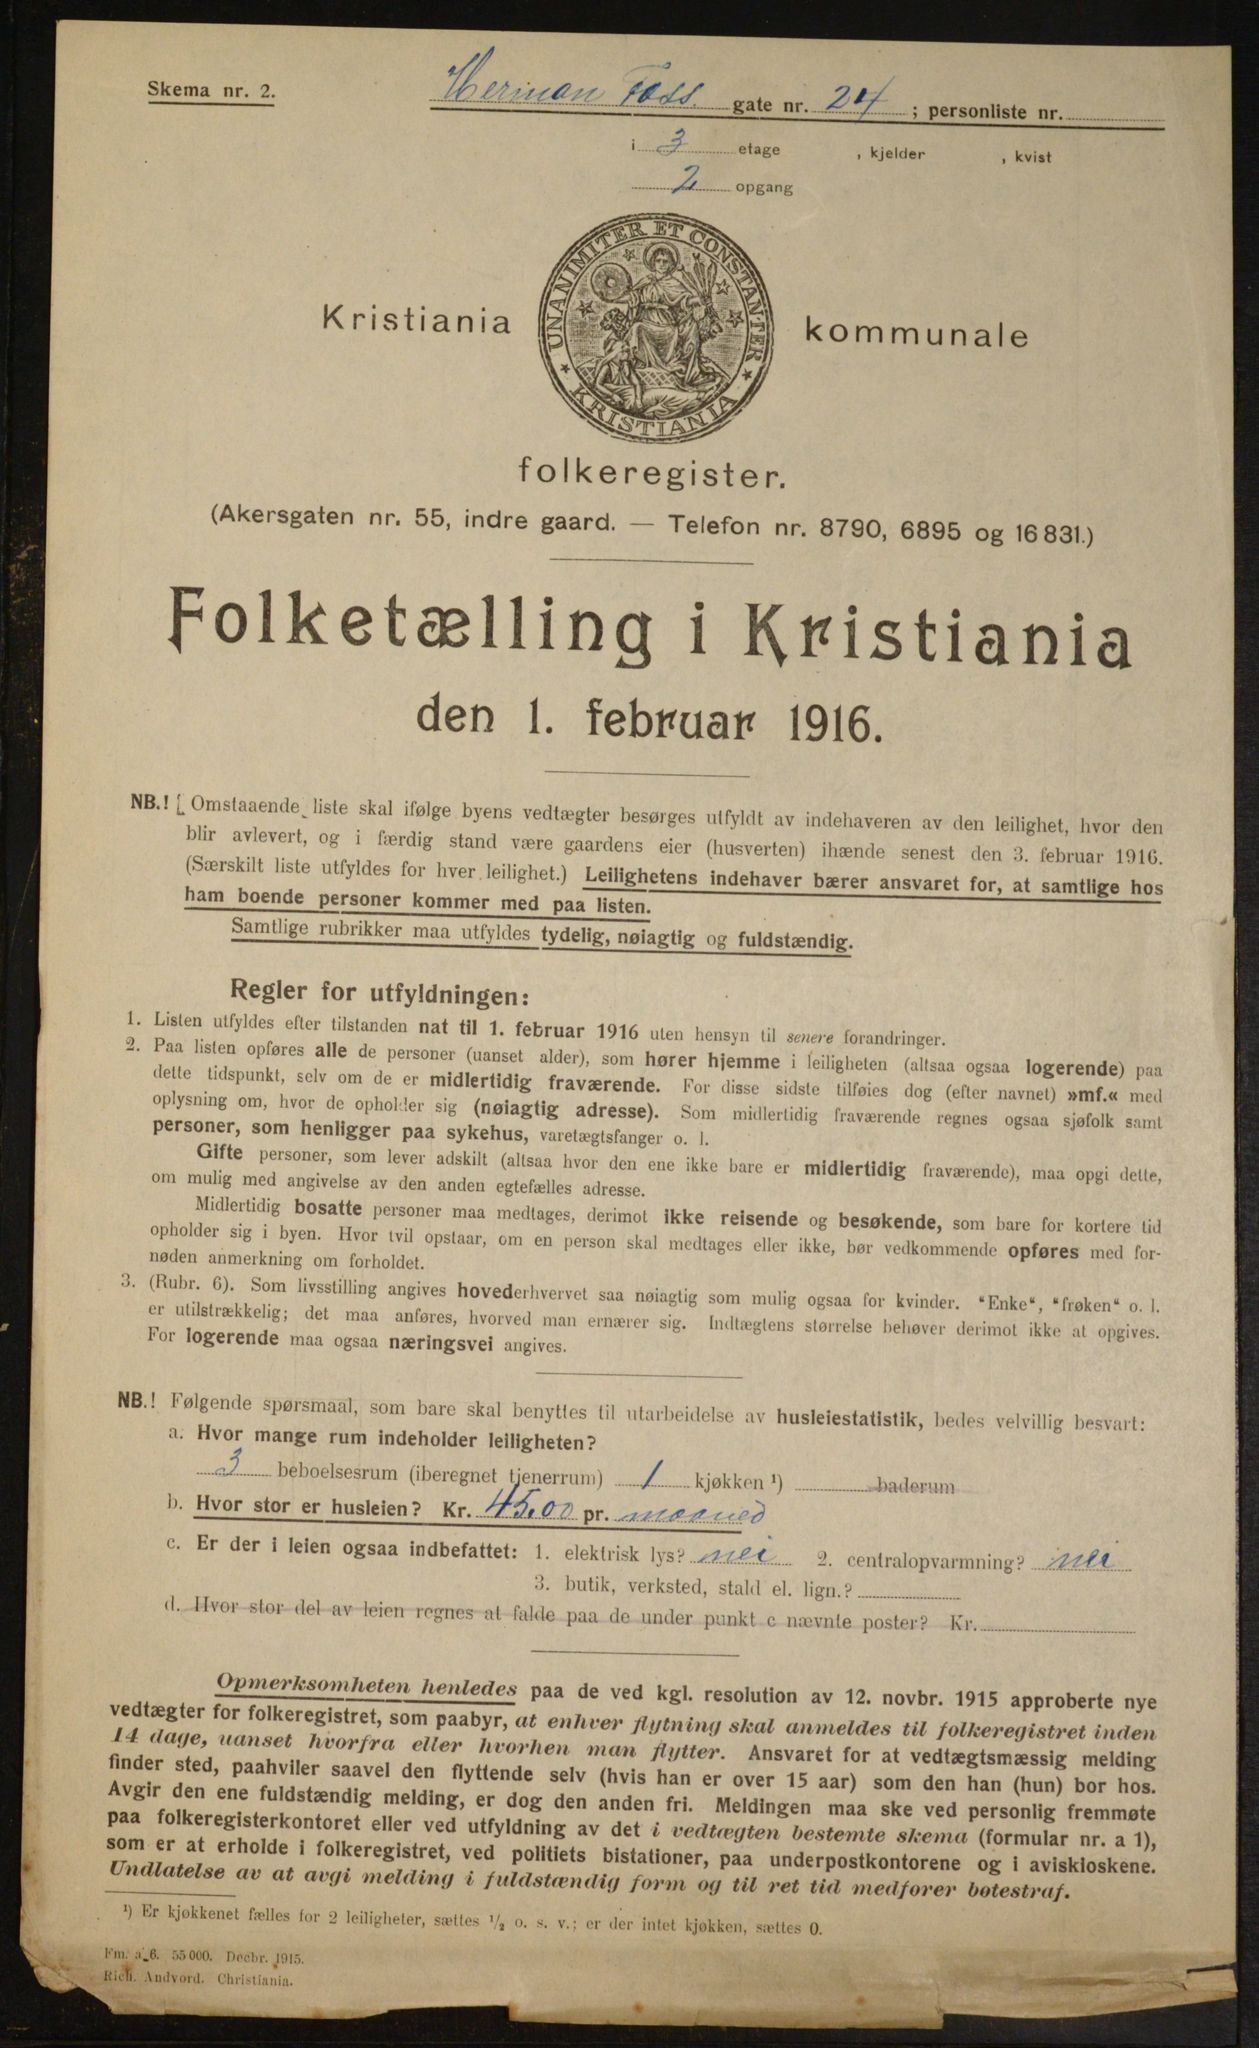 Skema nr. 2.
Herman Foss gate nr. 24 ; personliste nr.
i 3 etage , kjelder , kvist
2 opgang
UNANIMITER ET CONSTANTER
KRISTIANIA
Kristiania kommunale
folkeregister.
(Akersgaten nr. 55, indre gaard. — Telefon nr. 8790, 6895 og 16831.)
Folketælling i Kristiania
den 1. februar 1916.
NB.! Omstaaende liste skal ifølge byens vedtægter besørges utfyldt av indehaveren av den leilighet, hvor den
blir avlevert, og i færdig stand være gaardens eier (husverten) ihænde senest den 3. februar 1916.
(Særskilt liste utfyldes for hver leilighet.) Leilighetens indehaver bærer ansvaret for, at samtlige hos
ham boende personer kommer med paa listen.
Samtlige rubrikker maa utfyldes tydelig, nøiagtig og fuldstændig.
Regler for utfyldningen:
1. Listen utfyldes efter tilstanden nat til 1. februar 1916 uten hensyn til senere forandringer.
2. Paa listen opføres alle de personer (uanset alder), som hører hjemme i leiligheten (altsaa ogsaa logerende) paa
dette tidspunkt, selv om de er midlertidig fraværende. For disse sidste tilføies dog (efter navnet) »mf.« med
oplysning om, hvor de opholder sig (nøiagtig adresse). Som midlertidig fraværende regnes ogsaa sjøfolk samt
personer, som henligger paa sykehus, varetægtsfanger o. l.
Gifte personer, som lever adskilt (altsaa hvor den ene ikke bare er midlertidig fraværende), maa opgi dette,
om mulig med angivelse av den anden egtefælles adresse.
Midlertidig bosatte personer maa medtages, derimot ikke reisende og besøkende, som bare for kortere tid
opholder sig i byen. Hvor tvil opstaar, om en person skal medtages eller ikke, bør vedkommende opføres med for-
nøden anmerkning om forholdet.
3. (Rubr. 6). Som livsstilling angives hovederhvervet saa nøiagtig som mulig ogsaa for kvinder. “Enke“, “frøken“ o. l.
er utilstrækkelig; det maa anføres, hvorved man ernærer sig. Indtægtens størrelse behøver derimot ikke at opgives.
For logerende maa ogsaa næringsvei angives.
NB.! Følgende spørsmaal, som bare skal benyttes til utarbeidelse av husleiestatistik, bedes velvillig besvart:
a. Hvor mange rum indeholder leiligheten?
3 beboelsesrum (iberegnet tjenerrum) 1 kjøkken ¹) baderum
b. Hvor stor er husleien? Kr. 45,00 pr. maaned
c. Er der i leien ogsaa indbefattet: 1. elektrisk lys? nei 2. centralopvarmning? nei
3. butik, verksted, stald el. lign.?
d. Hvor stor del av leien regnes at falde paa de under punkt c nævnte poster? Kr.
Opmerksomheten henledes paa de ved kgl. resolution av 12. novbr. 1915 approberte nye
vedtægter for folkeregistret, som paabyr, at enhver flytning skal anmeldes til folkeregistret inden
14 dage, uanset hvorfra eller hvorhen man flytter. Ansvaret for at vedtægtsmæssig melding
finder sted, paahviler saavel den flyttende selv (hvis han er over 15 aar) som den han (hun) bor hos.
Avgir den ene fuldstændig melding, er dog den anden fri. Meldingen maa ske ved personlig fremmøte
paa folkeregisterkontoret eller ved utfyldning av det i vedtægten bestemte skema (formular nr. a 1),
som er at erholde i folkeregistret, ved politiets bistationer, paa underpostkontorene og i aviskioskene.
Undlatelse av at avgi melding i fuldstændig form og til ret tid medfører bøtestraf.
¹) Er kjøkkenet fælles for 2 leiligheter, sættes ½ o. s. v.; er der intet kjøkken, sættes 0.
Fm. a 6. 55 000. Decbr. 1915.
Rich. Andvord. Christiania.